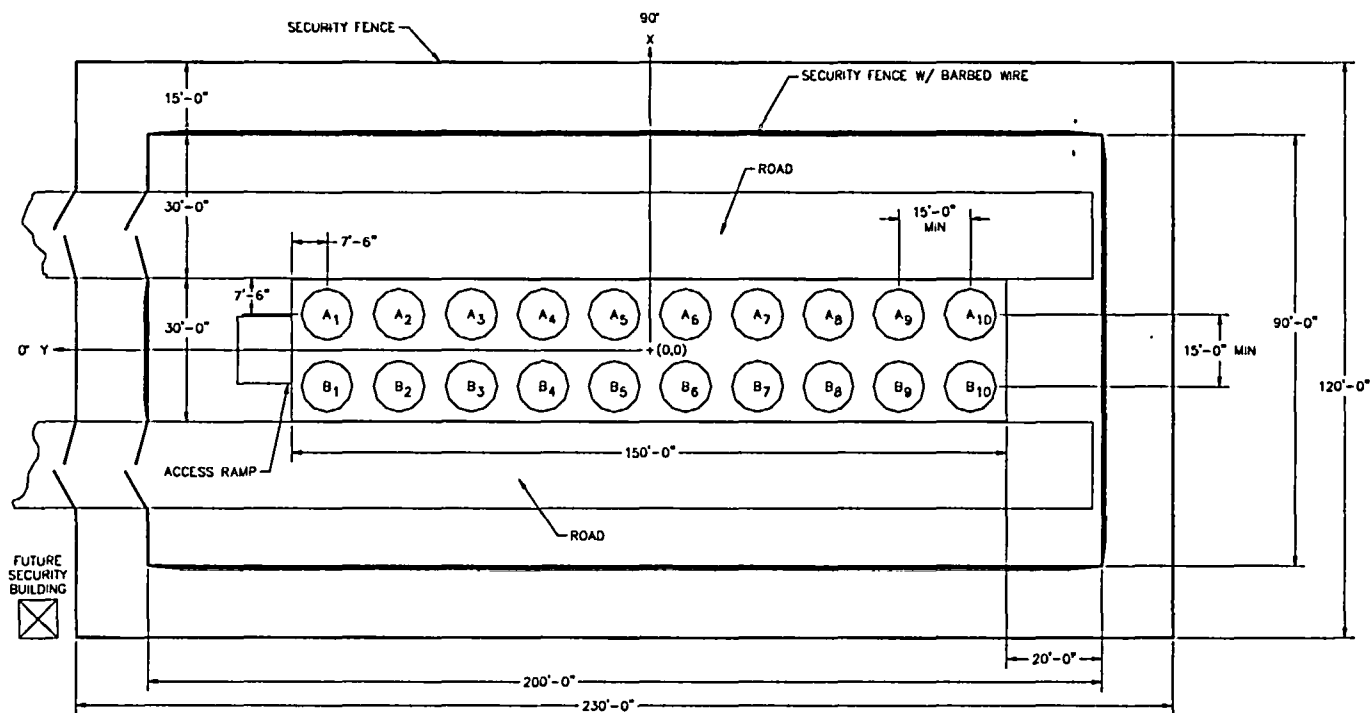 90°
X
SECURITY FENCE
SECURITY FENCE W/ BARBED WIRE
15'-0"
ROAD
30'-0"
15'-0"
MIN
7'-6"
7'-6"
A1 A2 A3 A4 A5 A6 A7 A8 A9 A10
30'-0"
90'-0"
0° Y
+(0,0)
15'-0" MIN
120'-0"
B1 B2 B3 B4 B5 B6 B7 B8 B9 B10
150'-0"
ACCESS RAMP
ROAD
FUTURE
SECURITY
BUILDING
20'-0"
200'-0"
230'-0"